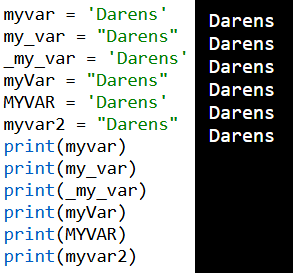 myvar = 'Darens'
my_var = "Darens"
_my_var = 'Darens'
myVar = "Darens"
MYVAR = 'Darens'
myvar2 = "Darens"
print(myvar)
print(my_var)
print(_my_var)
print(myVar)
print(MYVAR)
print(myvar2)
Darens
Darens
Darens
Darens
Darens
Darens